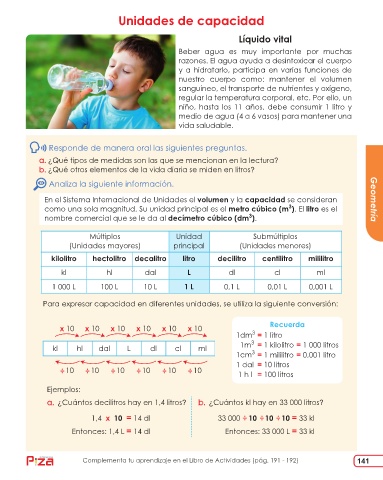 Unidades de capacidad
Líquido vital
Beber agua es muy importante por muchas
razones. El agua ayuda a desintoxicar el cuerpo
y a hidratarlo, participa en varias funciones de
nuestro cuerpo como: mantener el volumen
sanguíneo, el transporte de nutrientes y oxígeno,
regular la temperatura corporal, etc. Por ello, un
niño, hasta los 11 años, debe consumir 1 litro y
medio de agua (4 a 6 vasos) para mantener una
vida saludable.
Responde de manera oral las siguientes preguntas.
a. ¿Qué tipos de medidas son las que se mencionan en la lectura?
b. ¿Qué otros elementos de la vida diaria se miden en litros?
Analiza la siguiente información.
Geometría
En el Sistema Internacional de Unidades el volumen y la capacidad se consideran
como una sola magnitud. Su unidad principal es el metro cúbico (m³). El litro es el
nombre comercial que se le da al decímetro cúbico (dm³).
Múltiplos Unidad Submúltiplos
(Unidades mayores) principal (Unidades menores)
kilolitro hectolitro decalitro litro decilitro centilitro mililitro
kl hl dal L dl cl ml
1 000 L 100 L 10 L 1 L 0,1 L 0,01 L 0,001 L
Para expresar capacidad en diferentes unidades, se utiliza la siguiente conversión:
x 10 x 10 x 10 x 10 x 10 x 10
kl hl dal L dl cl ml
÷ 10 ÷ 10 ÷ 10 ÷ 10 ÷ 10 ÷ 10
Recuerda
1dm³ = 1 litro
1m³ = 1 kilolitro = 1 000 litros
1cm³ = 1 mililitro = 0,001 litro
1 dal = 10 litros
1 h l = 100 litros
Ejemplos:
a. ¿Cuántos decilitros hay en 1,4 litros? b. ¿Cuántos kl hay en 33 000 litros?
1,4 x 10 = 14 dl 33 000 ÷ 10 ÷ 10 ÷ 10 = 33 kl
Entonces: 1,4 L = 14 dl Entonces: 33 000 L = 33 kl
Complementa tu aprendizaje en el Libro de Actividades (pág. 191 - 192) 141